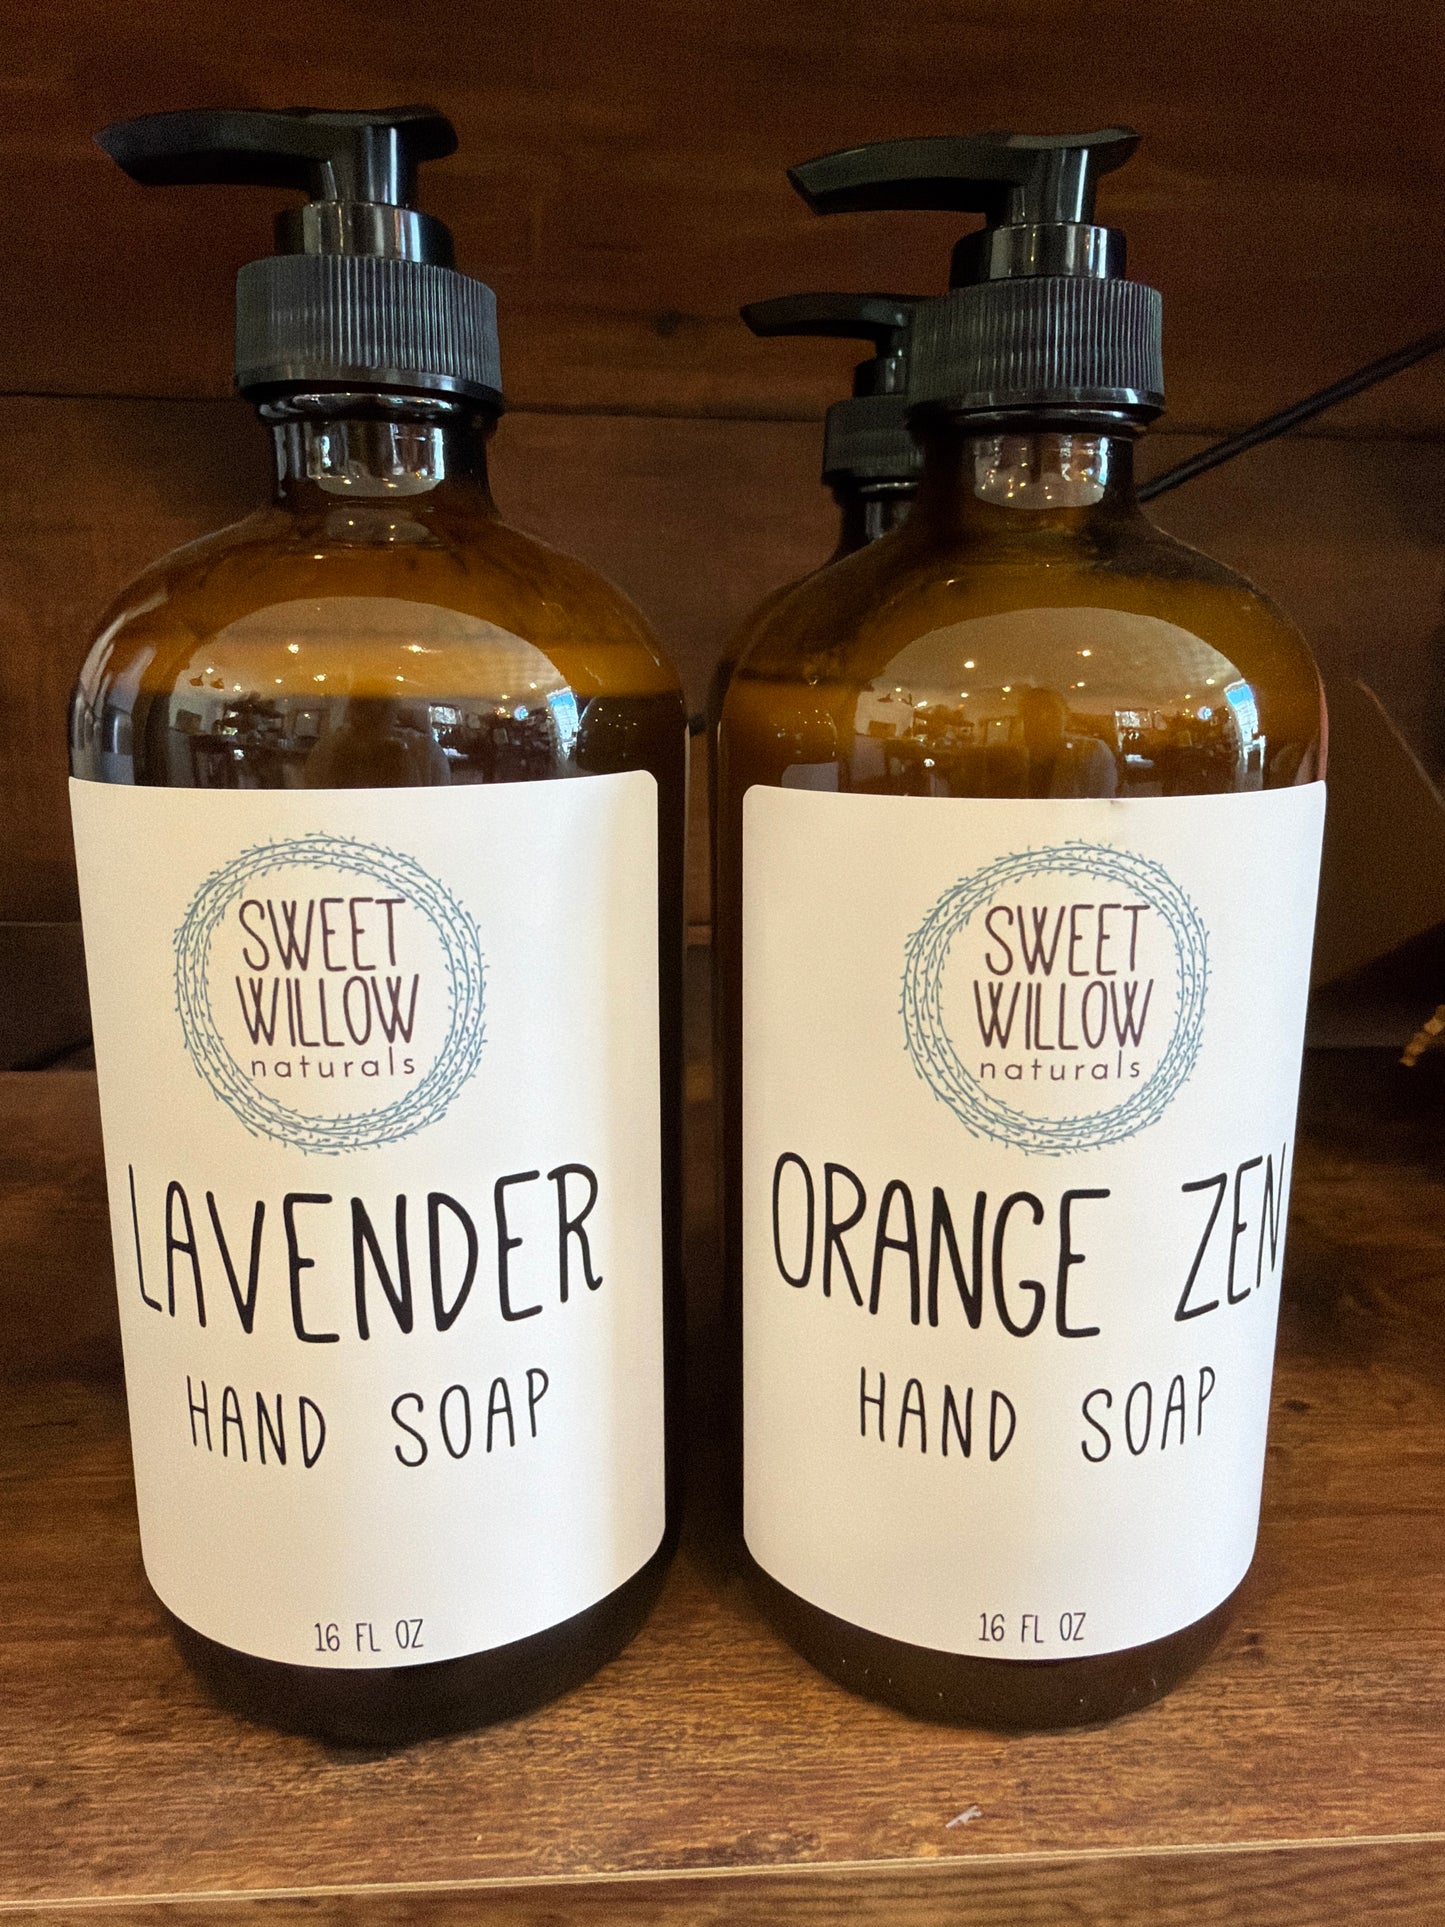 SWEET
WILLOW
naturals
LAVENDER
HAND SOAP
16 FL OZ
SWEET
WILLOW
naturals
ORANGE ZEN
HAND SOAP
16 FL OZ